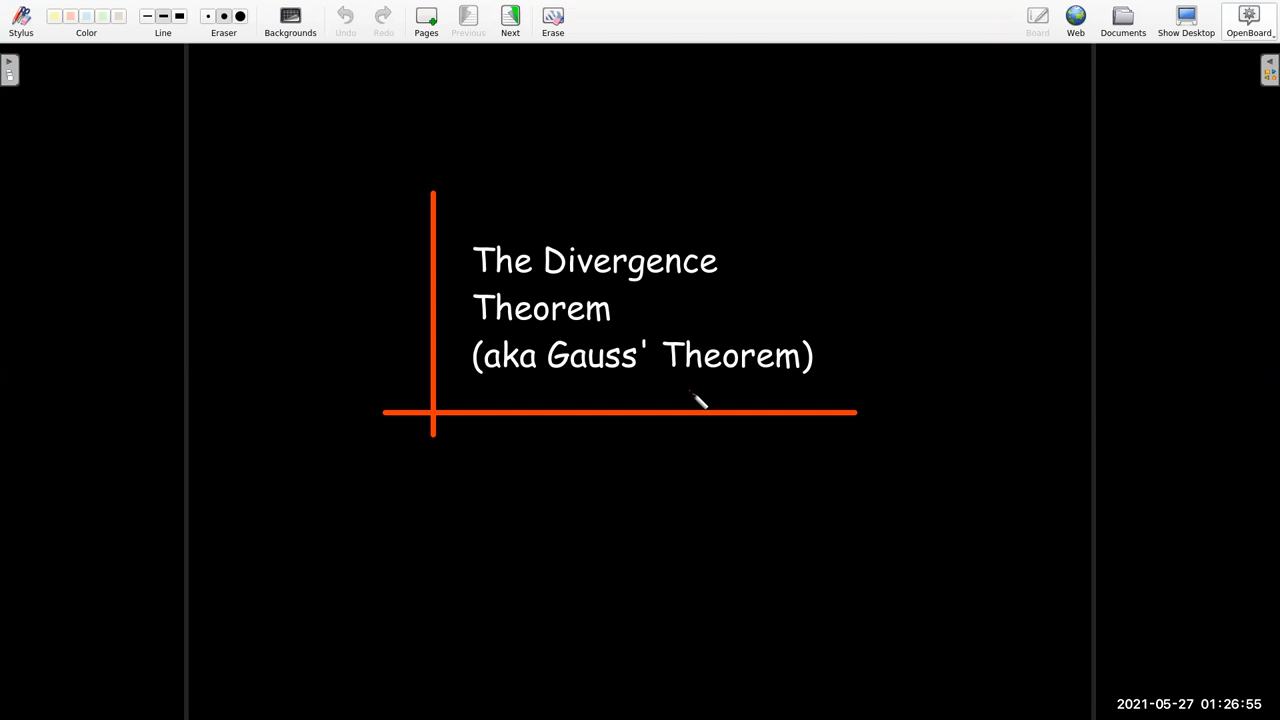 Stylus
Color
Line
Eraser
Backgrounds
Undo
Redo
Pages
Previous
Next
Erase
Board
Web
Documents
Show Desktop
OpenBoard
The Divergence
Theorem
(aka Gauss' Theorem)
2021-05-27 01:26:55